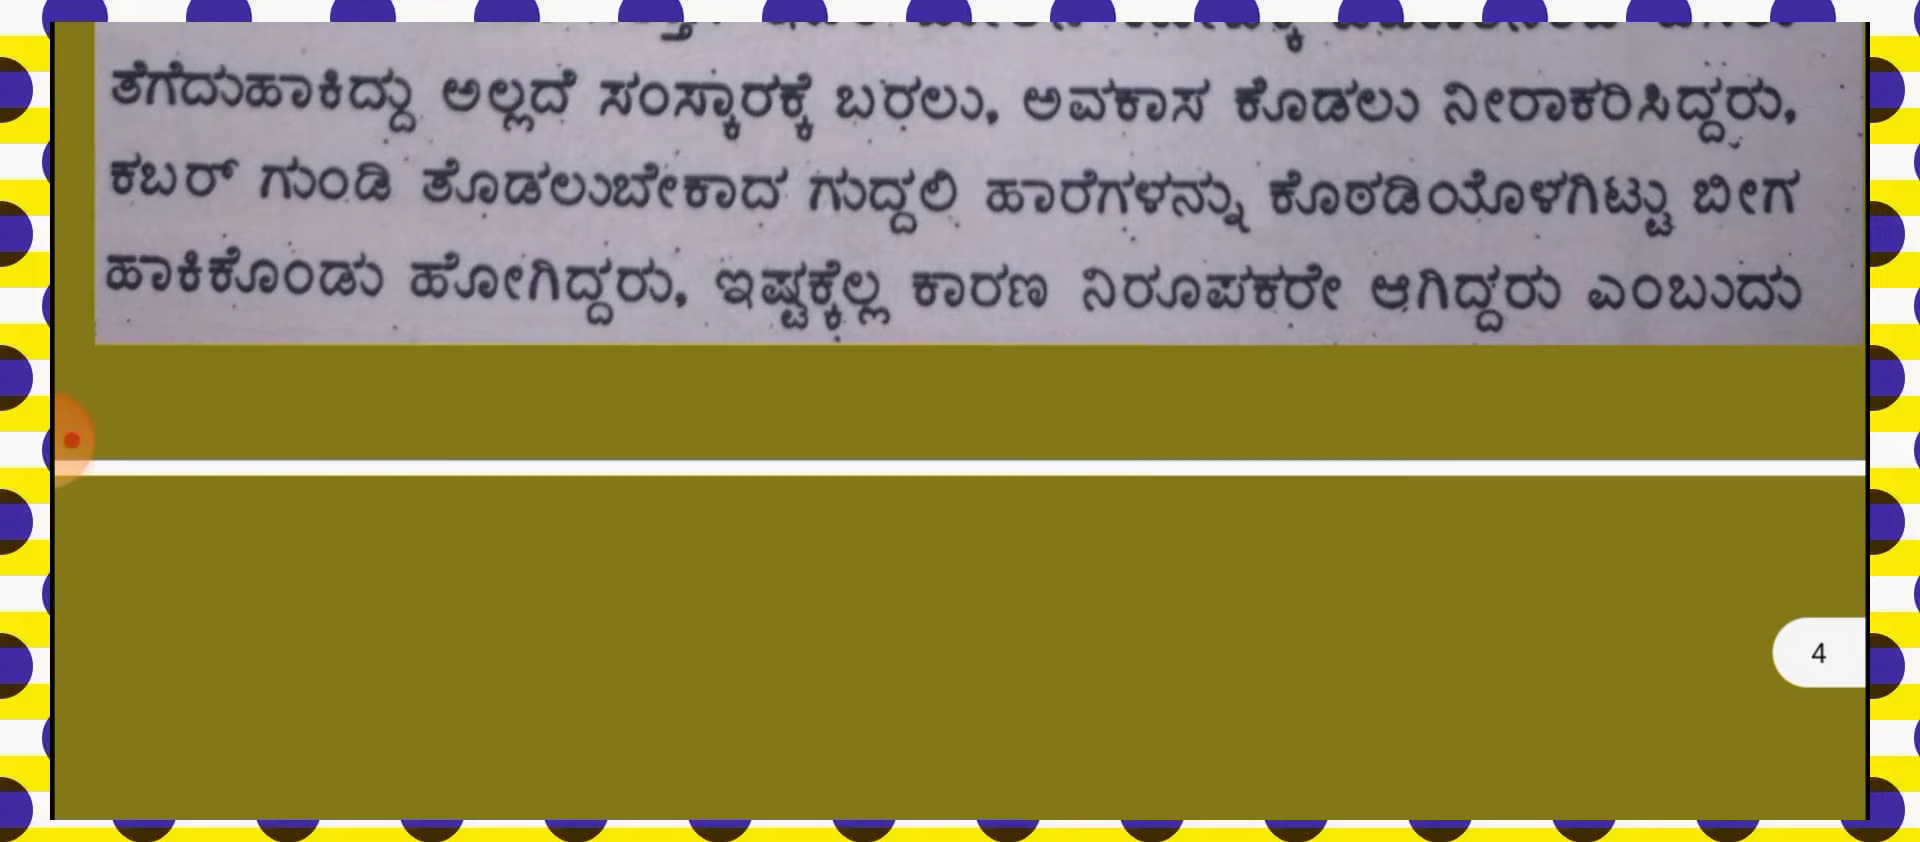 ತೆಗೆದುಹಾಕಿದ್ದು ಅಲ್ಲದೆ ಸಂಸ್ಕಾರಕ್ಕೆ ಬರಲು, ಅವಕಾಸ ಕೊಡಲು ನೀರಾಕರಿಸಿದ್ದರು,
ಕಬರ್ ಗುಂಡಿ ತೊಡಲುಬೇಕಾದ ಗುದ್ದಲಿ ಹಾರೆಗಳನ್ನು ಕೊಠಡಿಯೊಳಗಿಟ್ಟು ಬೀಗ
ಹಾಕಿಕೊಂಡು ಹೋಗಿದ್ದರು, ಇಷ್ಟಕ್ಕೆಲ್ಲ ಕಾರಣ ನಿರೂಪಕರೇ ಆಗಿದ್ದರು ಎಂಬುದು
4